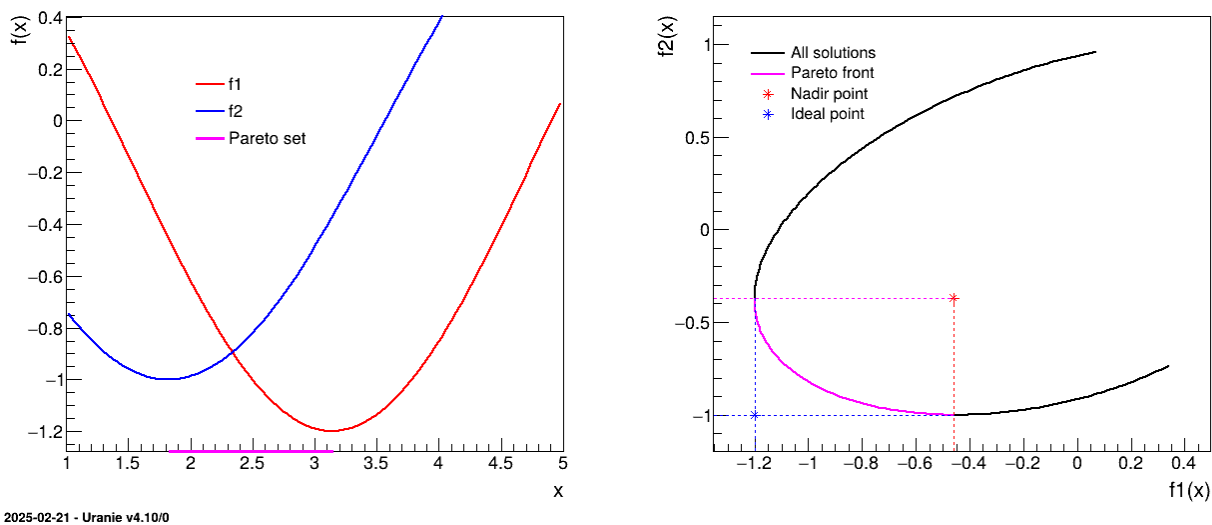 f(x)
0.4
0.2
0
−0.2
−0.4
−0.6
−0.8
−1
−1.2
f1
f2
Pareto set
1 1.5 2 2.5 3 3.5 4 4.5 5
x
f2(x)
1
0.5
0
−0.5
−1
All solutions
Pareto front
Nadir point
Ideal point
−1.2 −1 −0.8 −0.6 −0.4 −0.2 0 0.2 0.4
f1(x)
2025-02-21 - Uranie v4.10/0